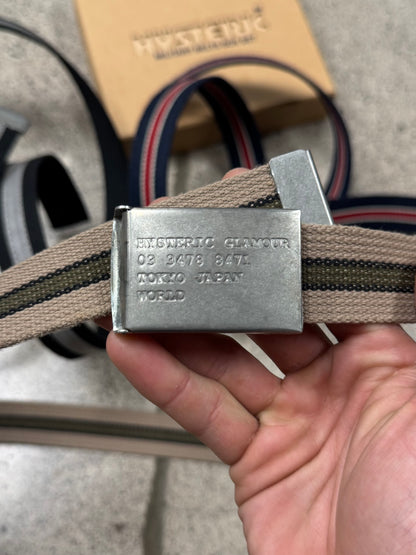 HYSTERIC
HYSTERIC GLAMOUR
03 3478 8471
TOKYO JAPAN
WORLD